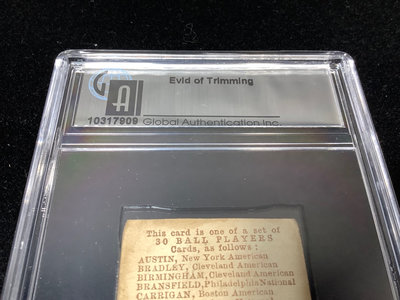 Evid of Trimming
GA
10317909 Global Authentication Inc.
This card is one of a set of
30 BALL PLAYERS
Cards, as follows:
AUSTIN, New York American
BRADLEY, Cleveland American
BIRMINGHAM, Cleveland American
BRANSFIELD, Philadelphia National
CARRIGAN, Boston American